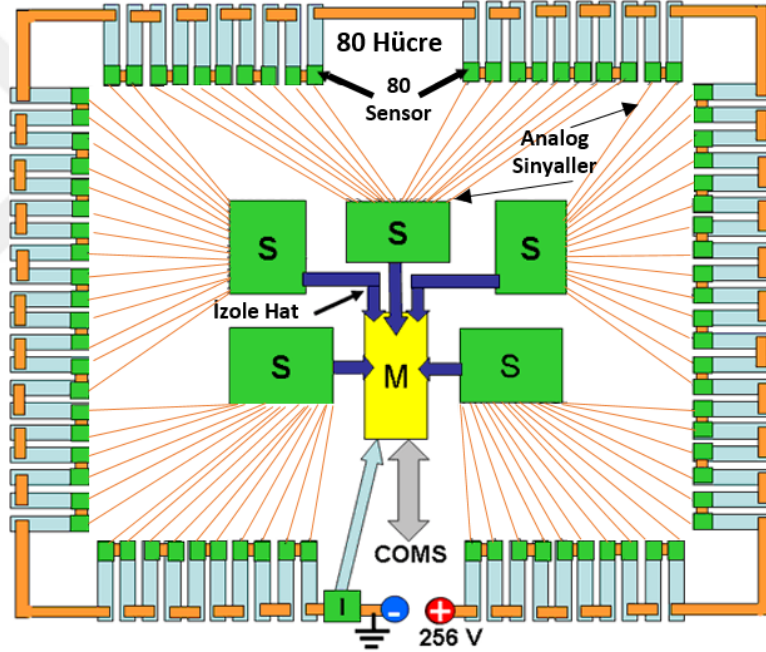 80 Hücre
80
Sensor
Analog
Sinyaller
S
S
S
İzole Hat
S
M
S
COMS
I
-
+
256 V